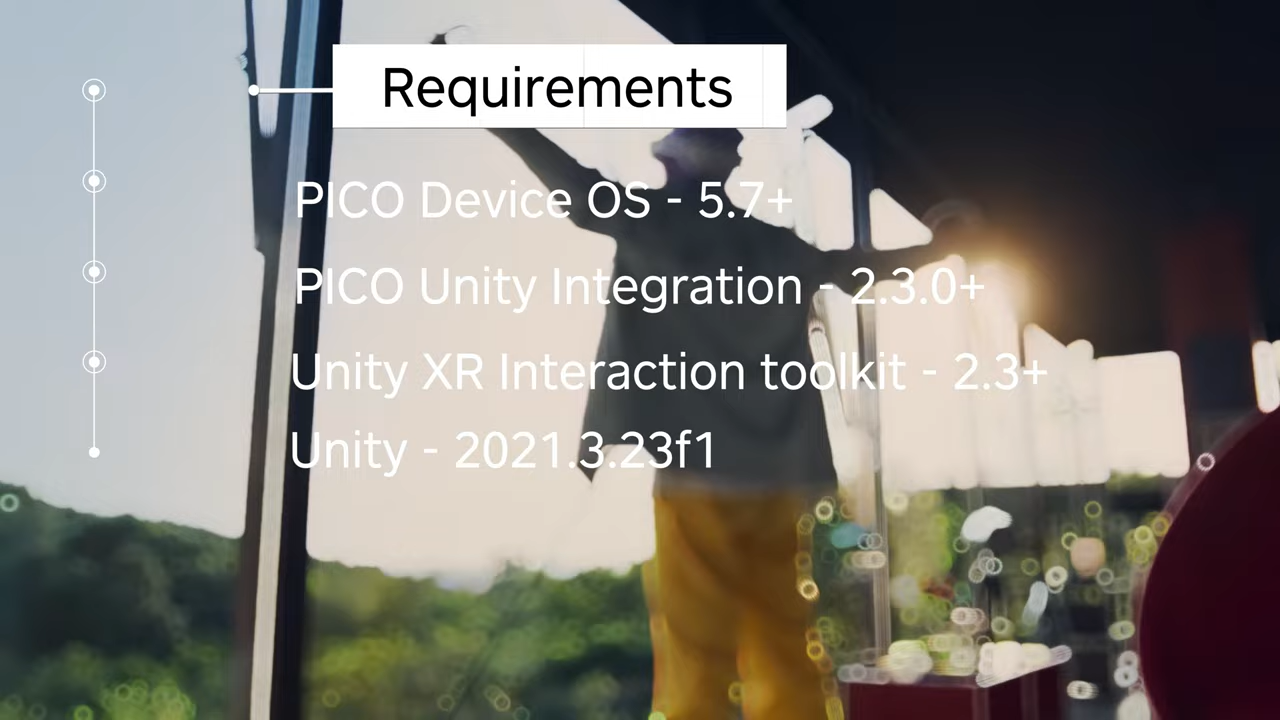 Requirements
PICO Device OS - 5.7+
PICO Unity Integration - 2.3.0+
Unity XR Interaction toolkit - 2.3+
Unity - 2021.3.23f1